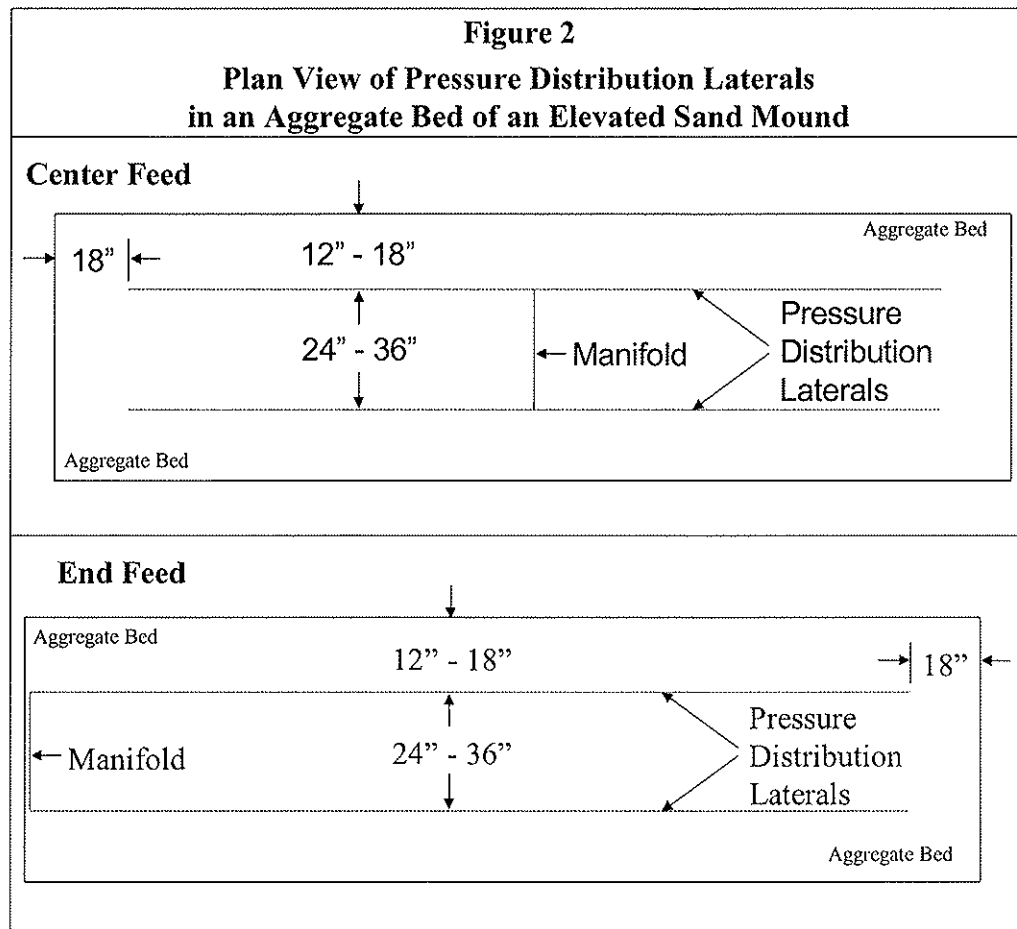 Figure 2
Plan View of Pressure Distribution Laterals
in an Aggregate Bed of an Elevated Sand Mound
Center Feed
Aggregate Bed
18”
12” - 18”
24” - 36”
Manifold
Pressure
Distribution
Laterals
Aggregate Bed
End Feed
Aggregate Bed
12” - 18”
18”
Manifold
24” - 36”
Pressure
Distribution
Laterals
Aggregate Bed